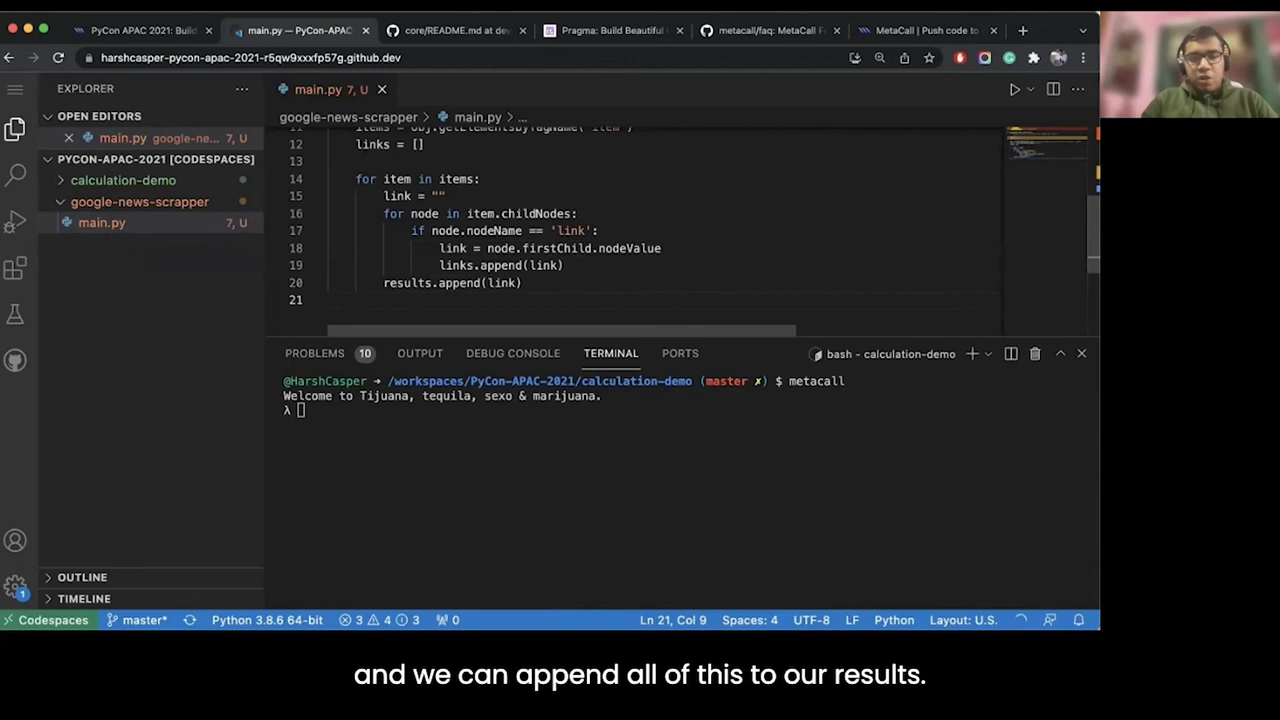 PyCon APAC 2021: Build
main.py — PyCon-APAC-
core/README.md at dev
Pragma: Build Beautiful
metacall/faq: MetaCall F
MetaCall | Push code to
harshcasper-pycon-apac-2021-r5qw9xxxfp57g.github.dev
EXPLORER
main.py 7, U
OPEN EDITORS
google-news-scrapper > main.py > ...
main.py google-ne... 7, U
PYCON-APAC-2021 [CODESPACES]
calculation-demo
google-news-scrapper
main.py 7, U
11 items = obj.getElementsByTagName('item')
12 links = []
13
14 for item in items:
15 link = ""
16 for node in item.childNodes:
17 if node.nodeName == 'link':
18 link = node.firstChild.nodeValue
19 links.append(link)
20 results.append(link)
21
PROBLEMS 10 OUTPUT DEBUG CONSOLE TERMINAL PORTS
bash - calculation-demo
@HarshCasper → /workspaces/PyCon-APAC-2021/calculation-demo (master ✗) $ metacall
Welcome to Tijuana, tequila, sexo & marijuana.
λ
OUTLINE
1
TIMELINE
Codespaces master* Python 3.8.6 64-bit 3 4 3 0 Ln 21, Col 9 Spaces: 4 UTF-8 LF Python Layout: U.S.
and we can append all of this to our results.